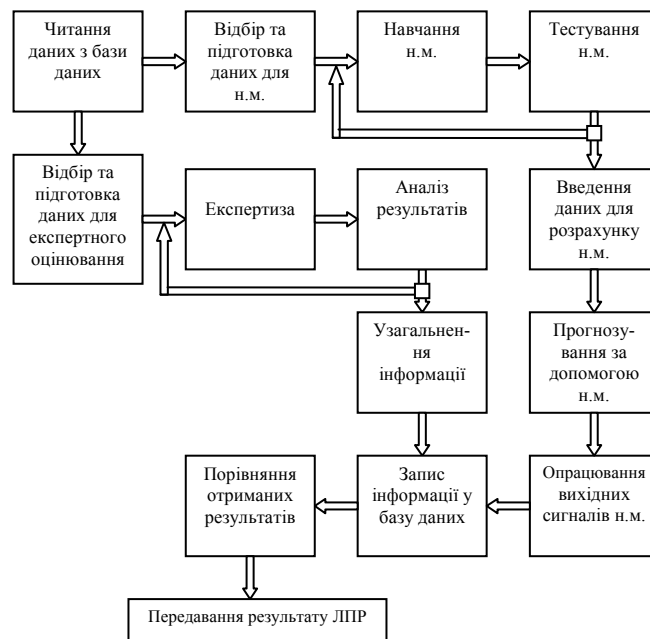 Читання
даних з бази
даних
Відбір та
підготовка
даних для
н.м.
Навчання
н.м.
Тестування
н.м.
Відбір та
підготовка
даних для
експертного
оцінювання
Експертиза
Аналіз
результатів
Введення
даних для
розрахунку
н.м.
Узагальнен-
ня
інформації
Прогнозу-
вання за
допомогою
н.м.
Порівняння
отриманих
результатів
Запис
інформації у
базу даних
Опрацювання
вихідних
сигналів н.м.
Передавання результату ЛПР